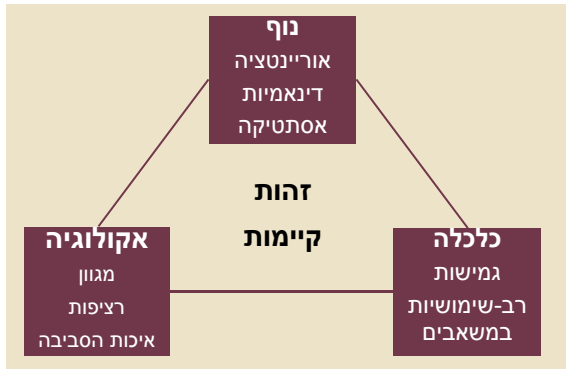 נוף
אוריינטציה
דינאמיות
אסתטיקה
זהות
קיימות
כלכלה
גמישות
רב-שימושיות
במשאבים
אקולוגיה
מגוון
רציפות
איכות הסביבה